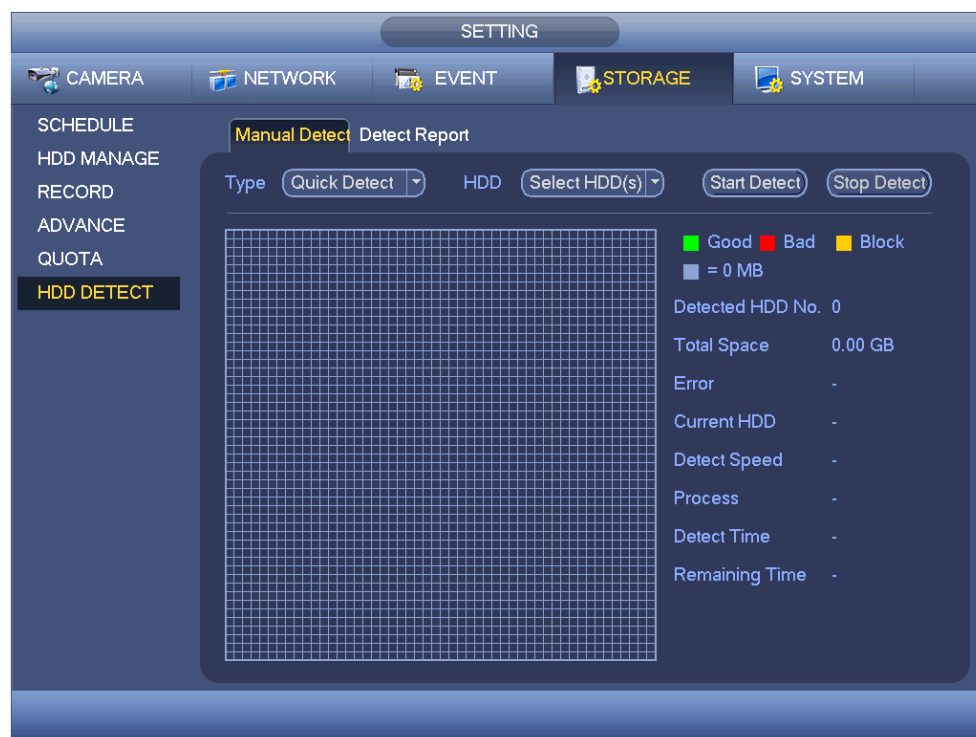 SETTING
CAMERA NETWORK EVENT STORAGE SYSTEM
SCHEDULE
HDD MANAGE
RECORD
ADVANCE
QUOTA
HDD DETECT
Manual Detect Detect Report
Type Quick Detect HDD Select HDD(s) Start Detect Stop Detect
Good Bad Block
= 0 MB
Detected HDD No. 0
Total Space 0.00 GB
Error -
Current HDD -
Detect Speed -
Process -
Detect Time -
Remaining Time -